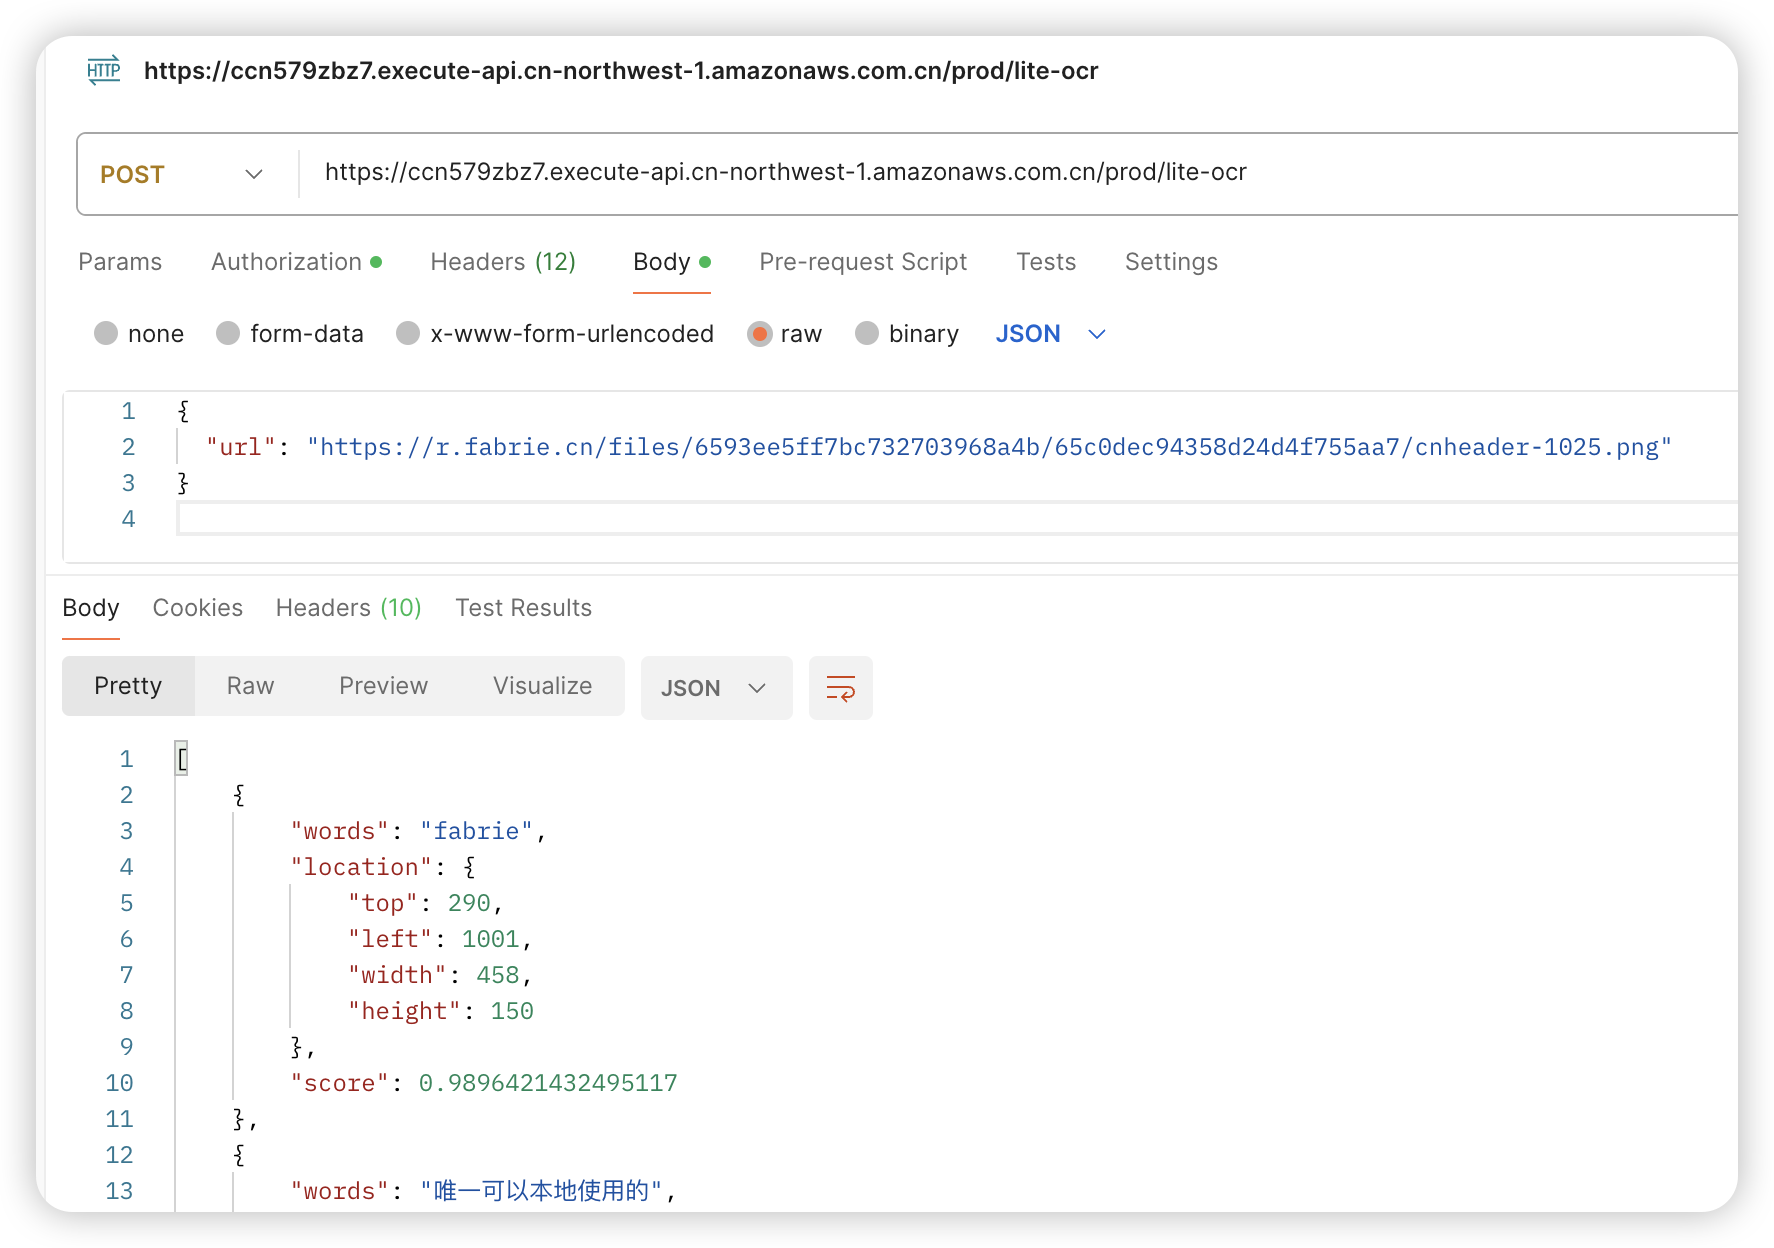 HTTP https://ccn579zbz7.execute-api.cn-northwest-1.amazonaws.com.cn/prod/lite-ocr
POST https://ccn579zbz7.execute-api.cn-northwest-1.amazonaws.com.cn/prod/lite-ocr
Params Authorization Headers (12) Body Pre-request Script Tests Settings
none form-data x-www-form-urlencoded raw binary JSON
1 {
2 "url": "https://r.fabrie.cn/files/6593ee5ff7bc732703968a4b/65c0dec94358d24d4f755aa7/cnheader-1025.png"
3 }
4
Body Cookies Headers (10) Test Results
Pretty Raw Preview Visualize JSON
1 [
2 {
3 "words": "fabrie",
4 "location": {
5 "top": 290,
6 "left": 1001,
7 "width": 458,
8 "height": 150
9 },
10 "score": 0.9896421432495117
11 },
12 {
13 "words": "唯一可以本地使用的",